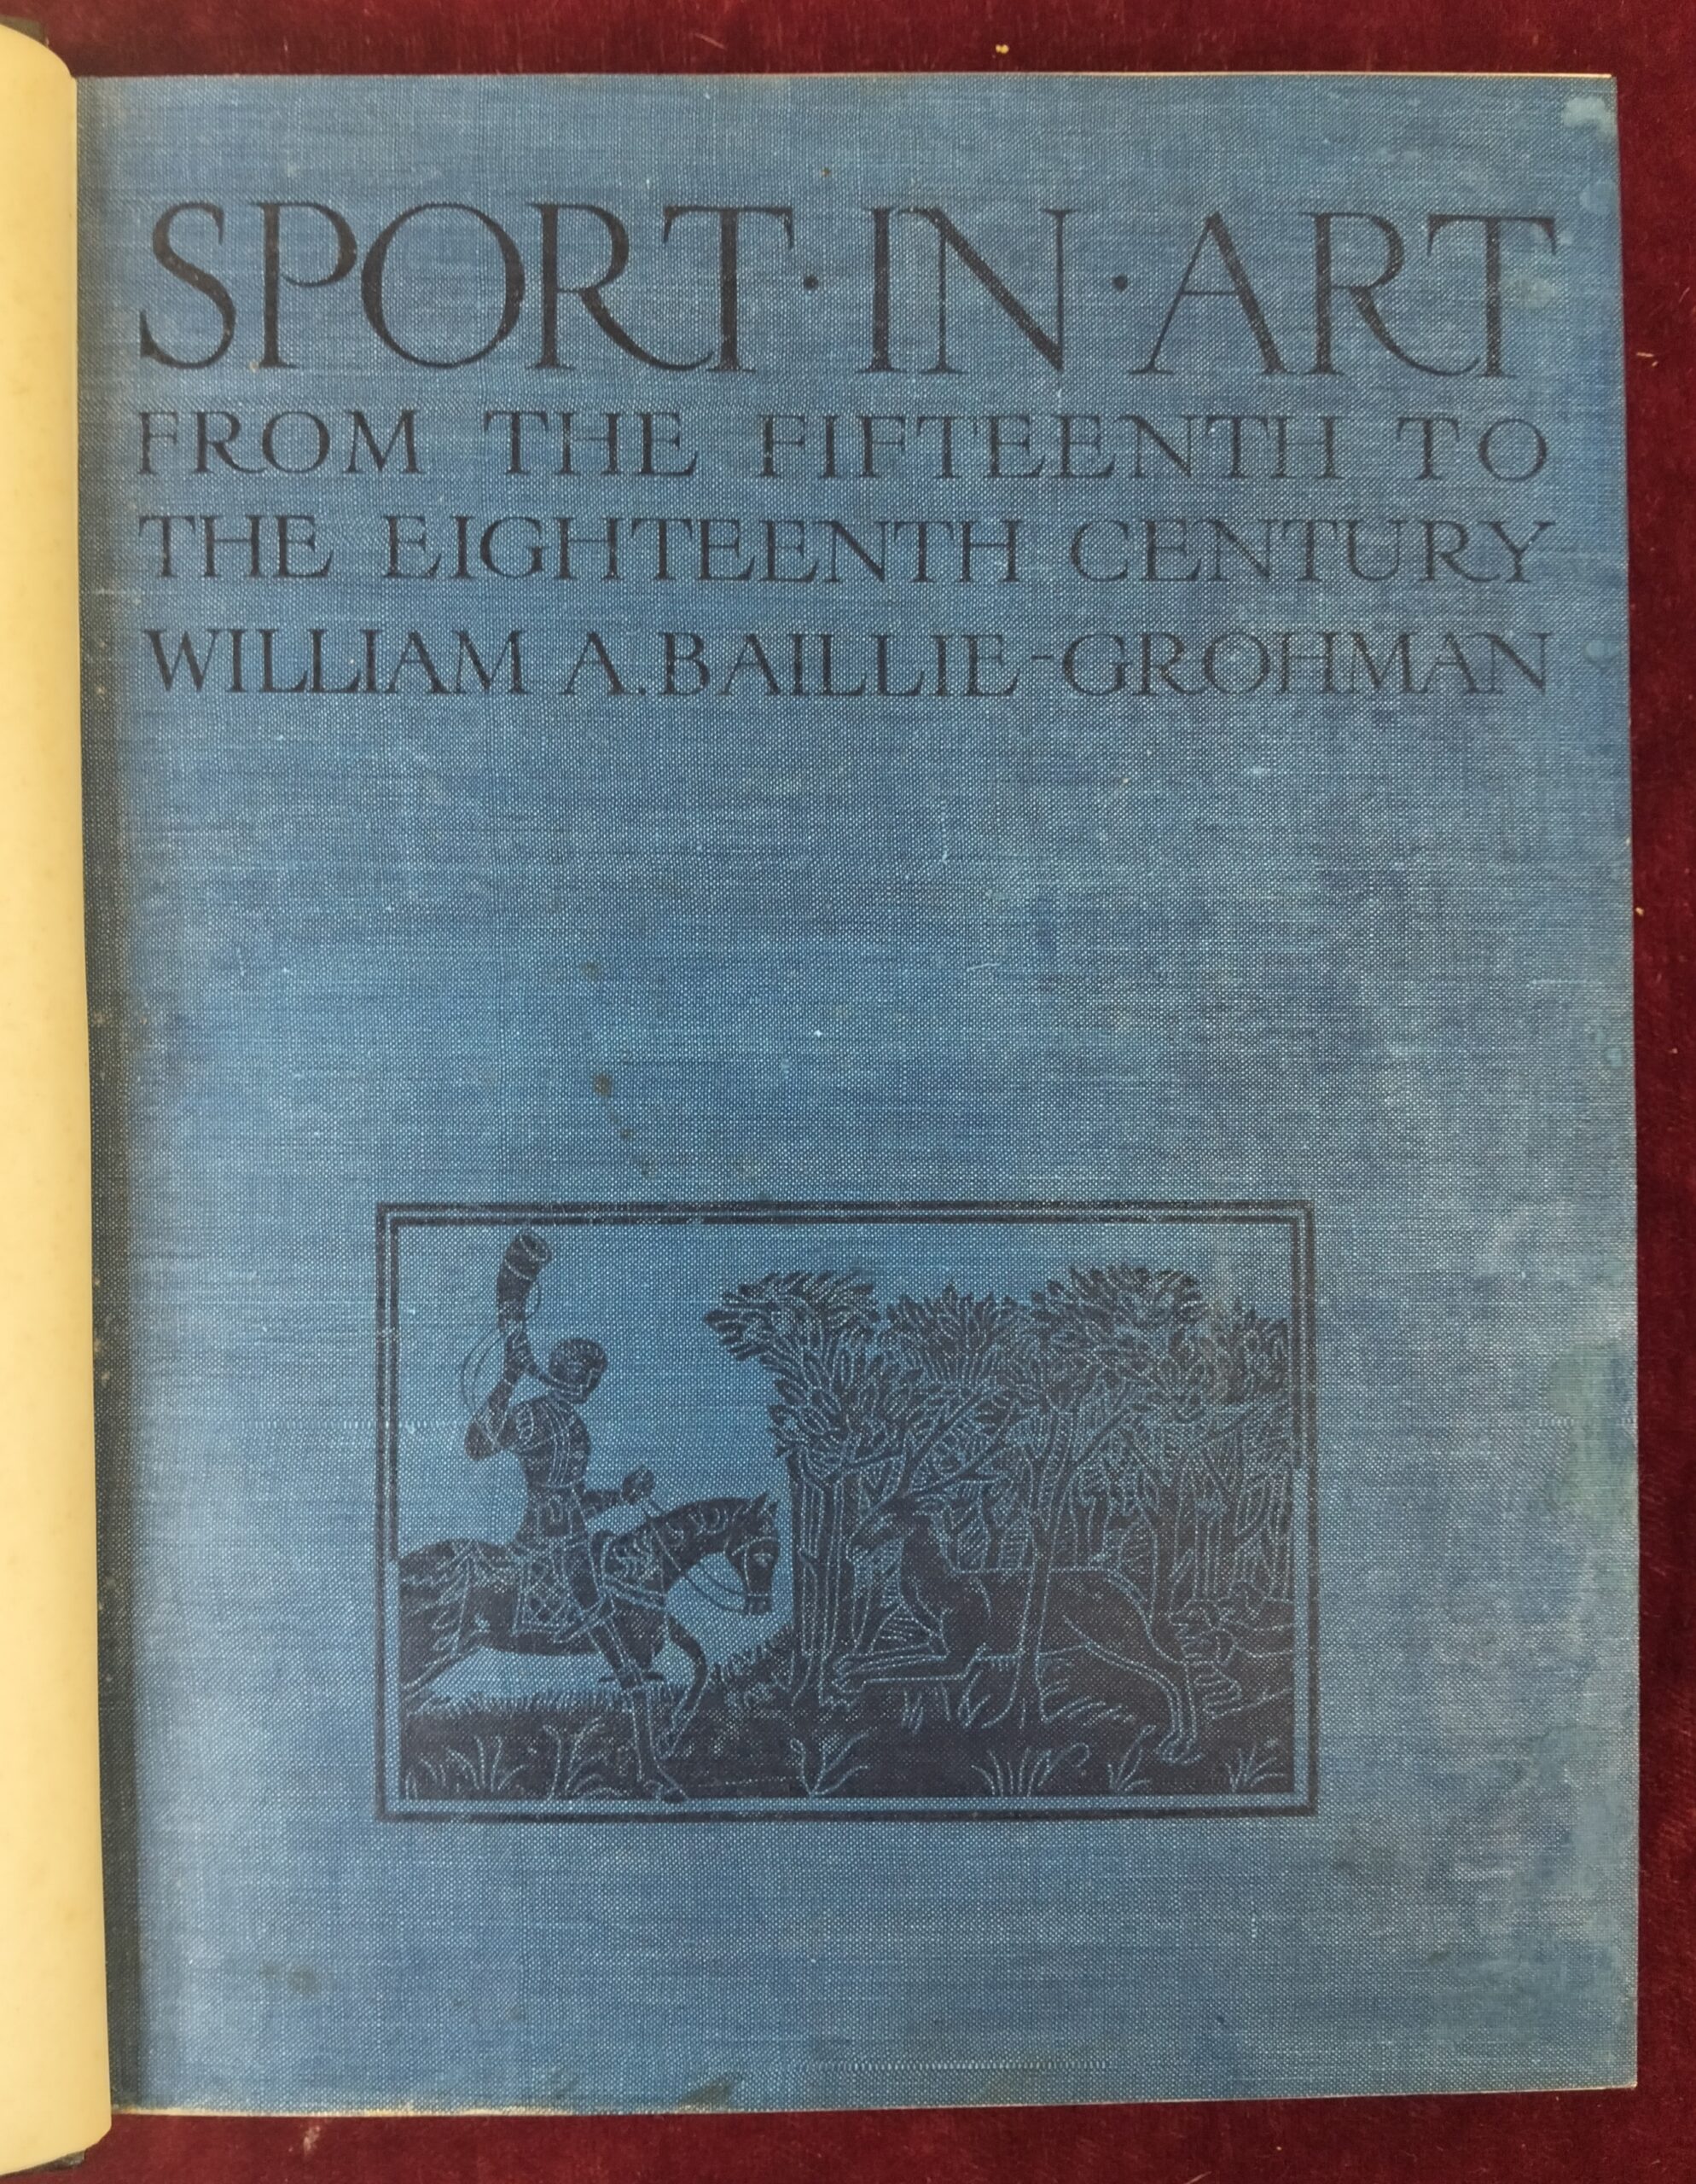 SPORT·IN·ART
FROM THE FIFTEENTH TO
THE EIGHTEENTH CENTURY
WILLIAM A. BAILLIE-GROHMAN